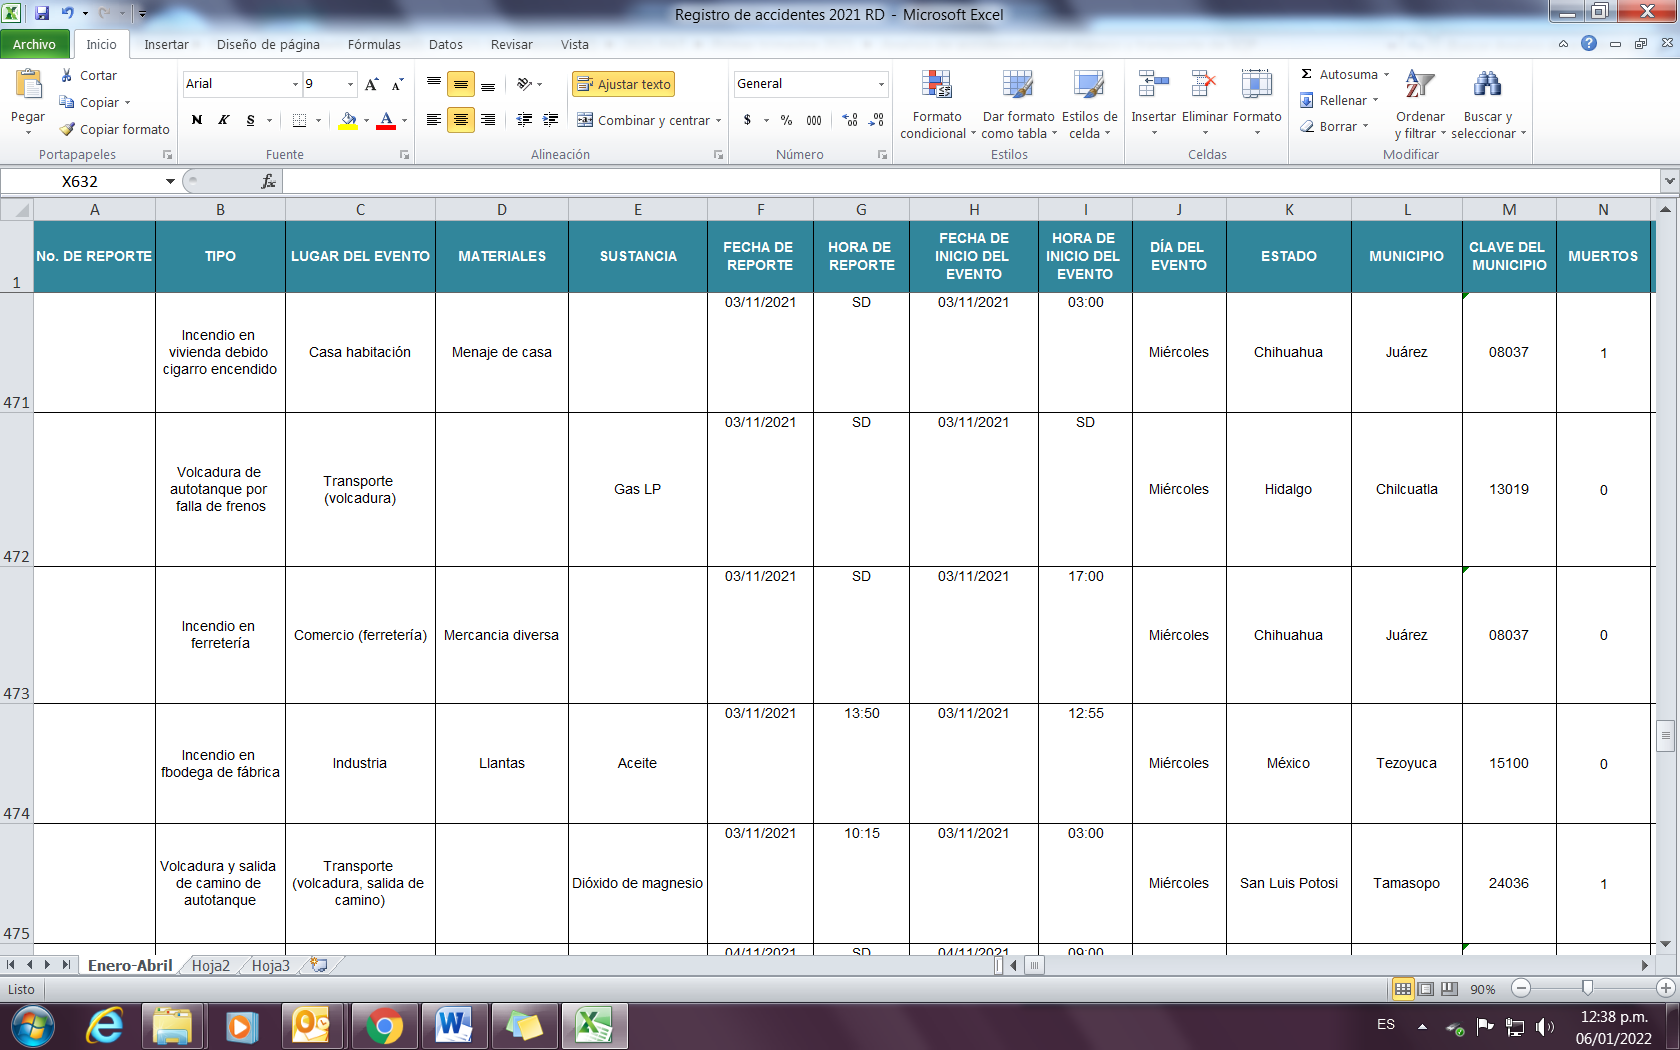 Registro de accidentes 2021 RD - Microsoft Excel
Archivo Inicio Insertar Diseño de página Fórmulas Datos Revisar Vista
Pegar
Cortar
Copiar
Copiar formato
Portapapeles
Arial 9
N K S
Fuente
Ajustar texto
Combinar y centrar
Alineación
General
$ % 000
Número
Formato condicional
Dar formato como tabla
Estilos de celda
Estilos
Insertar Eliminar Formato
Celdas
Autosuma
Rellenar
Borrar
Ordenar y filtrar
Buscar y seleccionar
Modificar
X632 fx
A B C D E F G H I J K L M N
1 No. DE REPORTE TIPO LUGAR DEL EVENTO MATERIALES SUSTANCIA FECHA DE REPORTE HORA DE REPORTE FECHA DE INICIO DEL EVENTO HORA DE INICIO DEL EVENTO DÍA DEL EVENTO ESTADO MUNICIPIO CLAVE DEL MUNICIPIO MUERTOS
471 Incendio en vivienda debido cigarro encendido Casa habitación Menaje de casa 03/11/2021 SD 03/11/2021 03:00 Miércoles Chihuahua Juárez 08037 1
472 Volcadura de autotanque por falla de frenos Transporte (volcadura) Gas LP 03/11/2021 SD 03/11/2021 SD Miércoles Hidalgo Chilcuatla 13019 0
473 Incendio en ferretería Comercio (ferretería) Mercancia diversa 03/11/2021 SD 03/11/2021 17:00 Miércoles Chihuahua Juárez 08037 0
474 Incendio en fbodega de fábrica Industria Llantas Aceite 03/11/2021 13:50 03/11/2021 12:55 Miércoles México Tezoyuca 15100 0
475 Volcadura y salida de camino de autotanque Transporte (volcadura, salida de camino) Dióxido de magnesio 03/11/2021 10:15 03/11/2021 03:00 Miércoles San Luis Potosi Tamasopo 24036 1
04/11/2021 SD 04/11/2021 09:00
Enero-Abril Hoja2 Hoja3
Listo 90%
ES 12:38 p.m.
06/01/2022